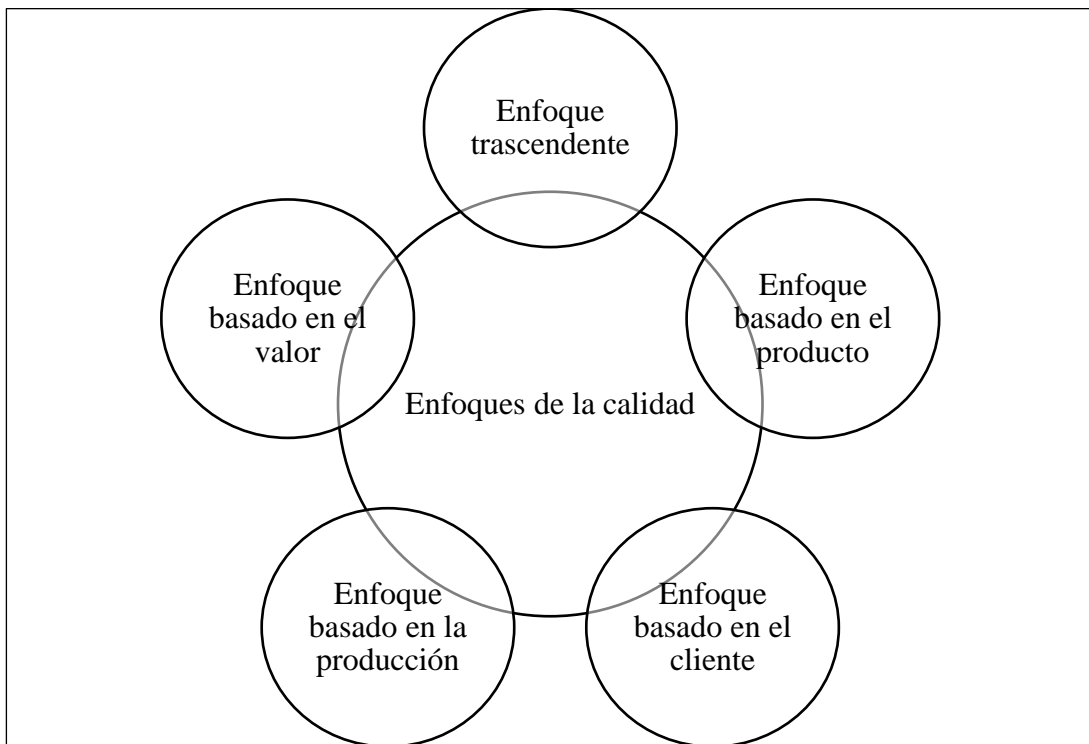 Enfoque
trascendente
Enfoque
basado en el
valor
Enfoque
basado en el
producto
Enfoques de la calidad
Enfoque
basado en la
producción
Enfoque
basado en el
cliente